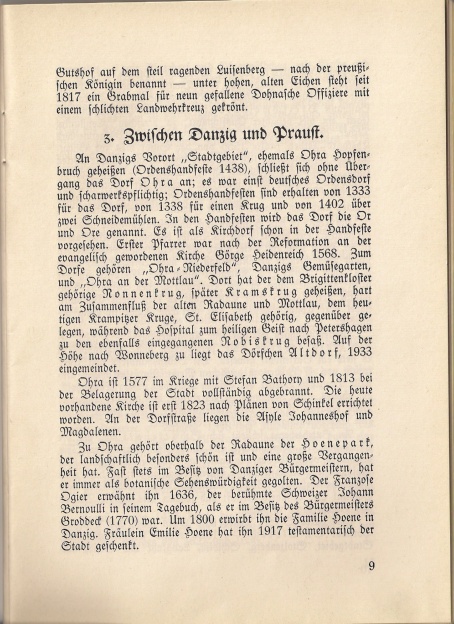 Gutshof auf dem steil ragenden Luisenberg — nach der preußi-
schen Königin benannt — unter hohen, alten Eichen steht seit
1817 ein Grabmal für neun gefallene Dohnasche Offiziere mit
einem schlichten Landwehrkreuz gekrönt.
3. Zwischen Danzig und Praust.
An Danzigs Vorort „Stadtgebiet“, ehemals Ohra Hopfen-
bruch geheißen (Ordenshandfeste 1438), schließt sich ohne Über-
gang das Dorf Ohra an; es war einst deutsches Ordensdorf
und scharwerkspflichtig; Ordenshandfesten sind erhalten von 1333
für das Dorf, von 1338 für einen Krug und von 1402 über
zwei Schneidemühlen. In den Handfesten wird das Dorf die Or
und Ore genannt. Es ist als Kirchdorf schon in der Handfeste
vorgesehen. Erster Pfarrer war nach der Reformation an der
evangelisch gewordenen Kirche Görge Heidenreich 1568. Zum
Dorfe gehören „Ohra-Niederfeld“, Danzigs Gemüsegarten,
und „Ohra an der Mottlau“. Dort hat der dem Brigittenkloster
gehörige Nonnenkrug, später Kramskrug geheißen, hart
am Zusammenfluß der alten Radaune und Mottlau, dem heu-
tigen Krampitzer Kruge, St. Elisabeth gehörig, gegenüber ge-
legen, während das Hospital zum heiligen Geist nach Petershagen
zu den ebenfalls eingegangenen Nobiskrug besaß. Auf der
Höhe nach Wonneberg zu liegt das Dörfchen Altdorf, 1933
eingemeindet.
Ohra ist 1577 im Kriege mit Stefan Bathory und 1813 bei
der Belagerung der Stadt vollständig abgebrannt. Die heute
vorhandene Kirche ist erst 1823 nach Plänen von Schinkel errichtet
worden. An der Dorfstraße liegen die Asyle Johanneshof und
Magdalenen.
Zu Ohra gehört oberhalb der Radaune der Hoenepark,
der landschaftlich besonders schön ist und eine große Vergangen-
heit hat. Fast stets im Besitz von Danziger Bürgermeistern, hat
er immer als botanische Sehenswürdigkeit gegolten. Der Franzose
Ogier erwähnt ihn 1636, der berühmte Schweizer Johann
Bernoulli in seinem Tagebuch, als er im Besitz des Bürgermeisters
Groddeck (1770) war. Um 1800 erwirbt ihn die Familie Hoene in
Danzig. Fräulein Emilie Hoene hat ihn 1917 testamentarisch der
Stadt geschenkt.
9